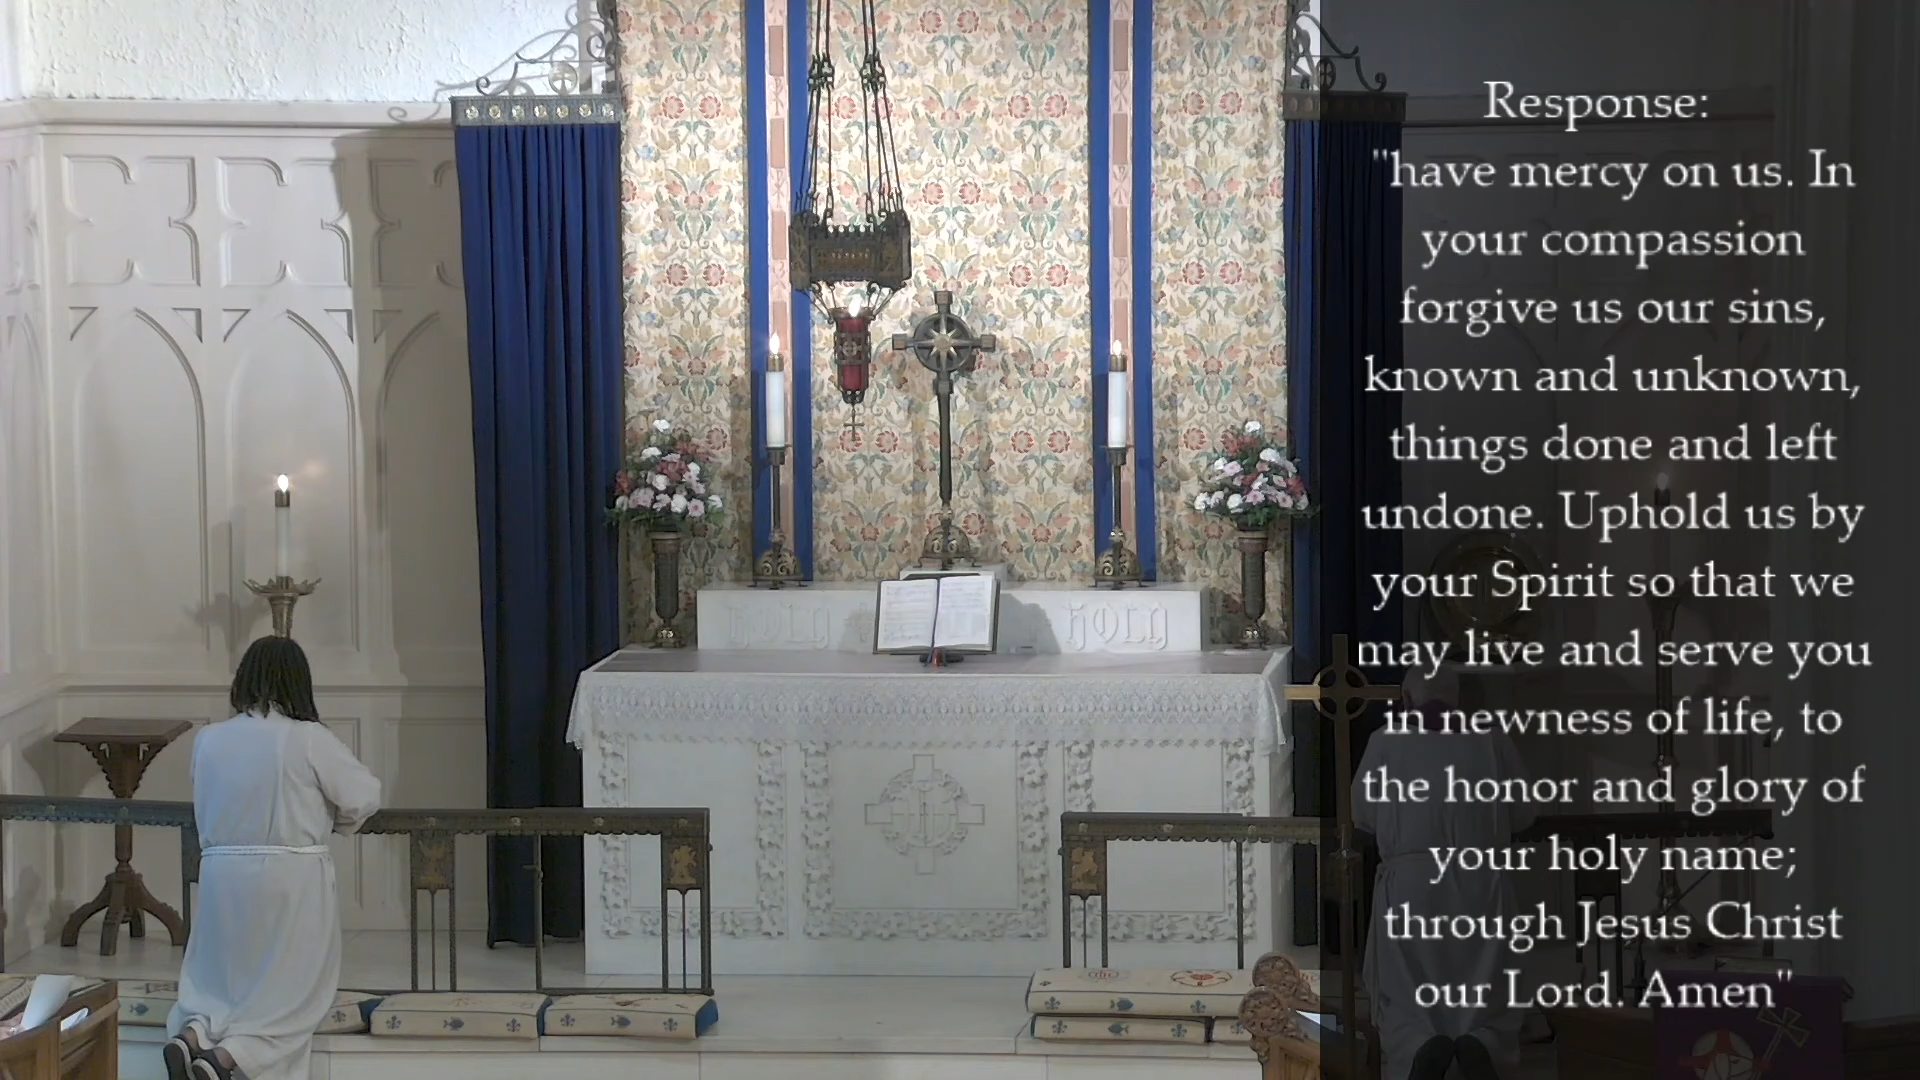 Response:
"have mercy on us. In
your compassion
forgive us our sins,
known and unknown,
things done and left
undone. Uphold us by
your Spirit so that we
may live and serve you
in newness of life, to
the honor and glory of
your holy name;
through Jesus Christ
our Lord. Amen"
HOLY
HOLY